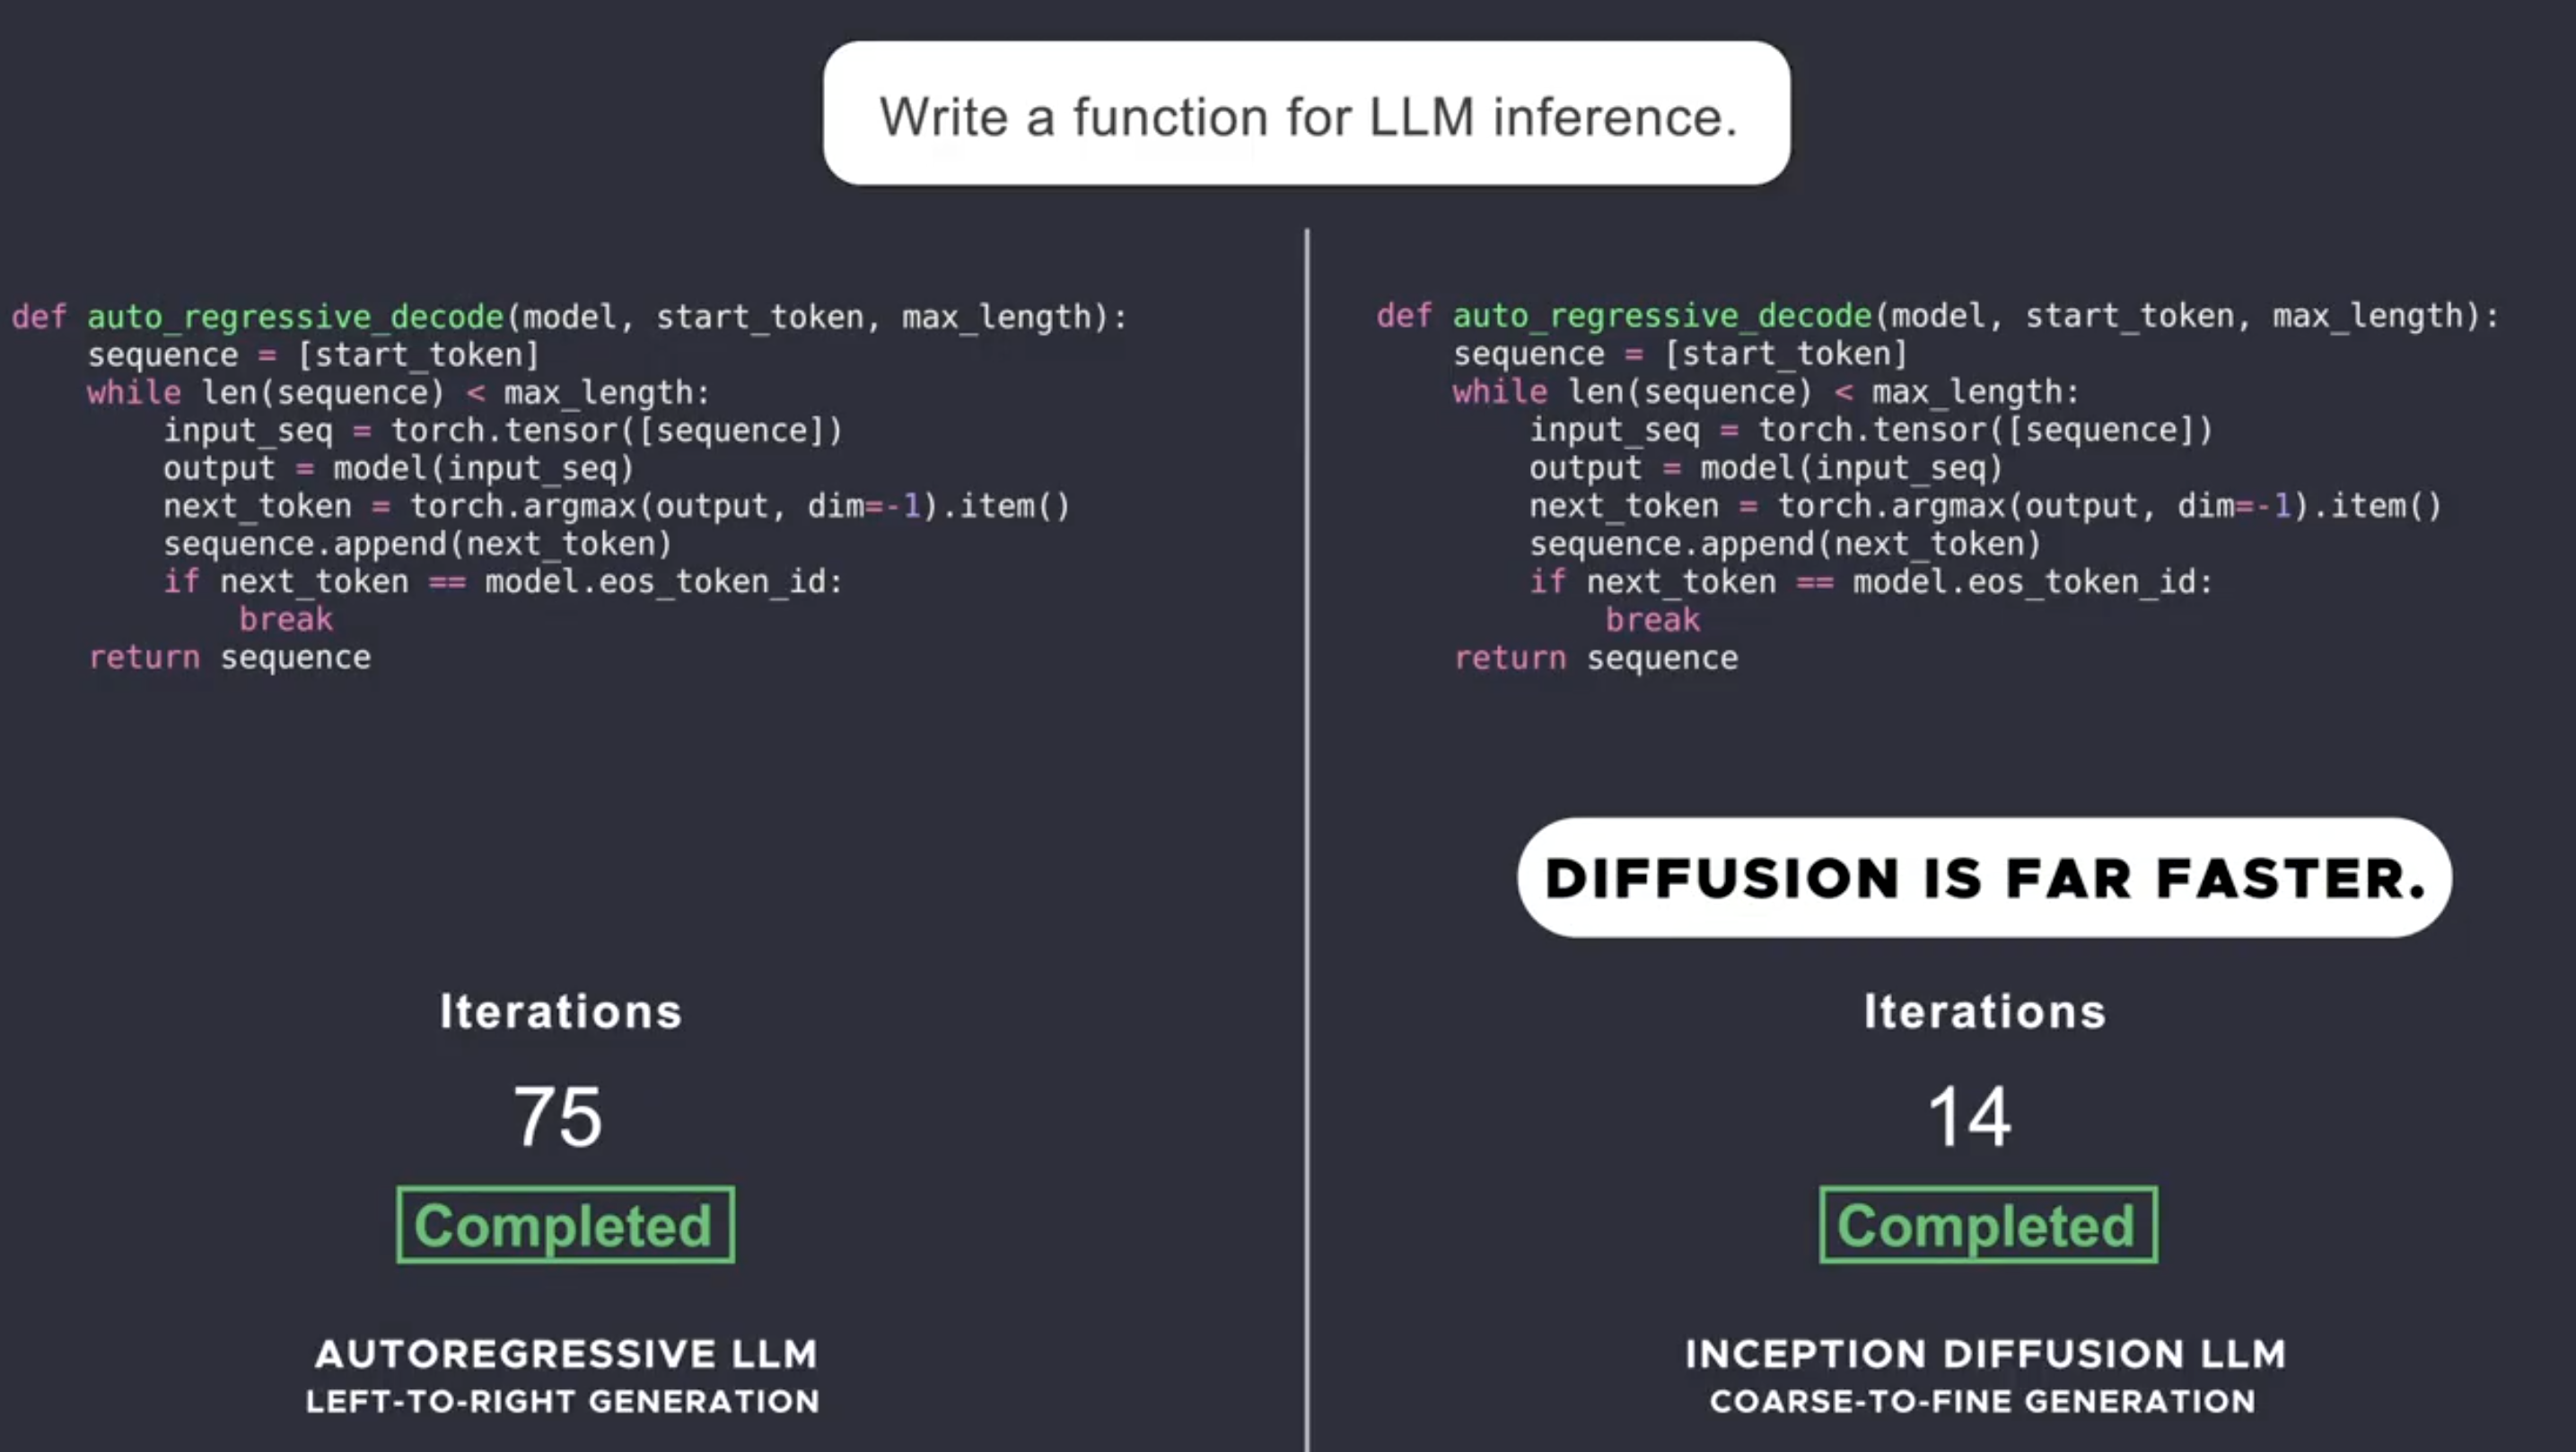 Write a function for LLM inference.
def auto_regressive_decode(model, start_token, max_length):
    sequence = [start_token]
    while len(sequence) < max_length:
        input_seq = torch.tensor([sequence])
        output = model(input_seq)
        next_token = torch.argmax(output, dim=-1).item()
        sequence.append(next_token)
        if next_token == model.eos_token_id:
            break
    return sequence
Iterations
75
Completed
AUTOREGRESSIVE LLM
LEFT-TO-RIGHT GENERATION
def auto_regressive_decode(model, start_token, max_length):
    sequence = [start_token]
    while len(sequence) < max_length:
        input_seq = torch.tensor([sequence])
        output = model(input_seq)
        next_token = torch.argmax(output, dim=-1).item()
        sequence.append(next_token)
        if next_token == model.eos_token_id:
            break
    return sequence
DIFFUSION IS FAR FASTER.
Iterations
14
Completed
INCEPTION DIFFUSION LLM
COARSE-TO-FINE GENERATION